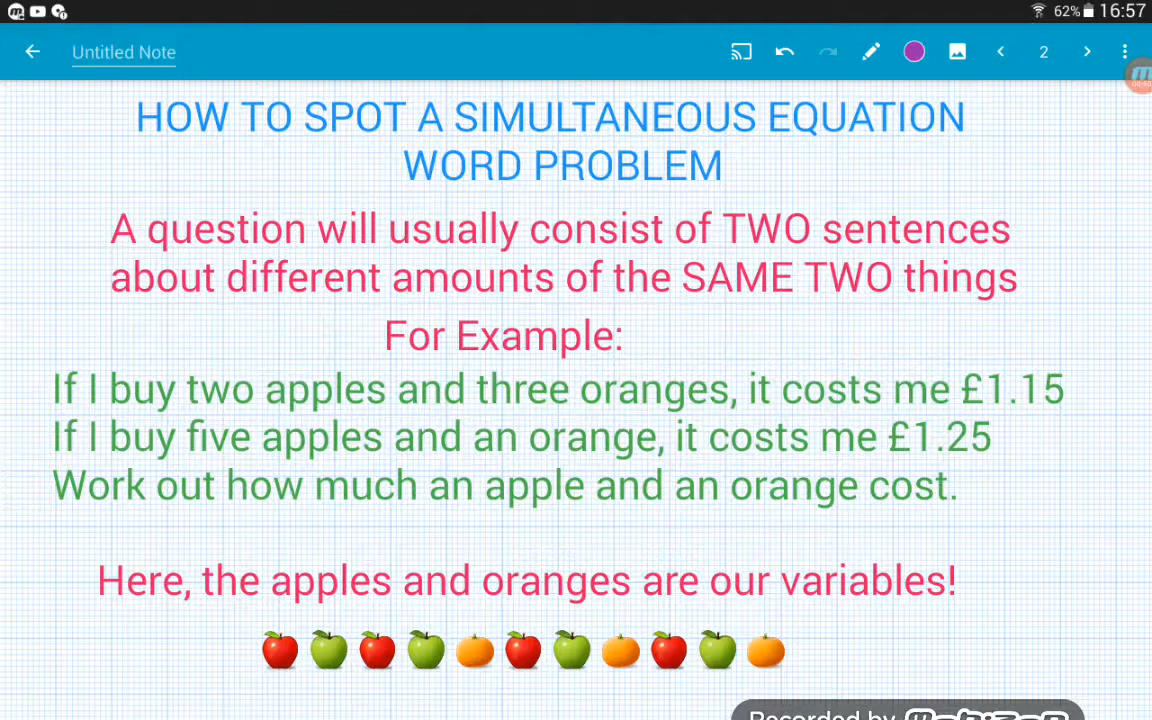 62% 16:57
Untitled Note
2
HOW TO SPOT A SIMULTANEOUS EQUATION
WORD PROBLEM
A question will usually consist of TWO sentences
about different amounts of the SAME TWO things
For Example:
If I buy two apples and three oranges, it costs me £1.15
If I buy five apples and an orange, it costs me £1.25
Work out how much an apple and an orange cost.
Here, the apples and oranges are our variables!
Recorded by